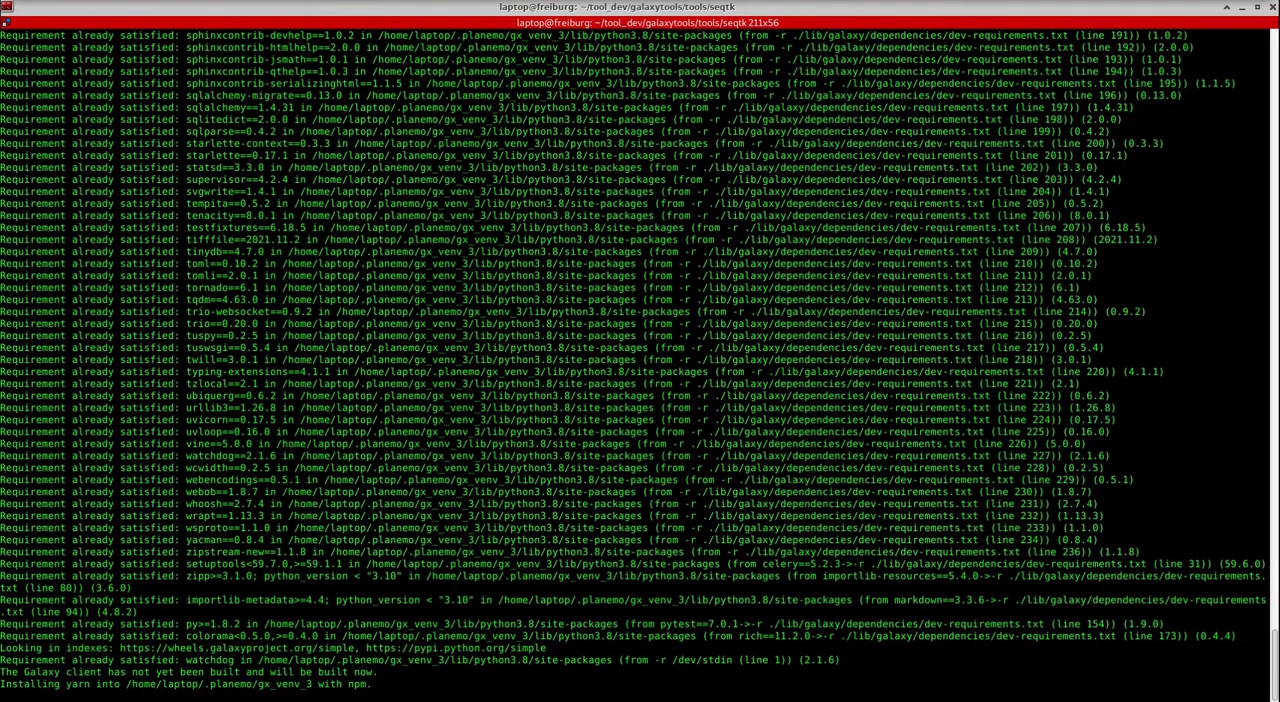 laptop@freiburg: ~/tool_dev/galaxytools/tools/seqtk
laptop@freiburg: ~/tool_dev/galaxytools/tools/seqtk 211x56
Requirement already satisfied: sphinxcontrib-devhelp==1.0.2 in /home/laptop/.planemo/gx_venv_3/lib/python3.8/site-packages (from -r ./lib/galaxy/dependencies/dev-requirements.txt (line 191)) (1.0.2)
Requirement already satisfied: sphinxcontrib-htmlhelp==2.0.0 in /home/laptop/.planemo/gx_venv_3/lib/python3.8/site-packages (from -r ./lib/galaxy/dependencies/dev-requirements.txt (line 192)) (2.0.0)
Requirement already satisfied: sphinxcontrib-jsmath==1.0.1 in /home/laptop/.planemo/gx_venv_3/lib/python3.8/site-packages (from -r ./lib/galaxy/dependencies/dev-requirements.txt (line 193)) (1.0.1)
Requirement already satisfied: sphinxcontrib-qthelp==1.0.3 in /home/laptop/.planemo/gx_venv_3/lib/python3.8/site-packages (from -r ./lib/galaxy/dependencies/dev-requirements.txt (line 194)) (1.0.3)
Requirement already satisfied: sphinxcontrib-serializinghtml==1.1.5 in /home/laptop/.planemo/gx_venv_3/lib/python3.8/site-packages (from -r ./lib/galaxy/dependencies/dev-requirements.txt (line 195)) (1.1.5)
Requirement already satisfied: sqlalchemy-migrate==0.13.0 in /home/laptop/.planemo/gx_venv_3/lib/python3.8/site-packages (from -r ./lib/galaxy/dependencies/dev-requirements.txt (line 196)) (0.13.0)
Requirement already satisfied: sqlalchemy==1.4.31 in /home/laptop/.planemo/gx_venv_3/lib/python3.8/site-packages (from -r ./lib/galaxy/dependencies/dev-requirements.txt (line 197)) (1.4.31)
Requirement already satisfied: sqlitedict==2.0.0 in /home/laptop/.planemo/gx_venv_3/lib/python3.8/site-packages (from -r ./lib/galaxy/dependencies/dev-requirements.txt (line 198)) (2.0.0)
Requirement already satisfied: sqlparse==0.4.2 in /home/laptop/.planemo/gx_venv_3/lib/python3.8/site-packages (from -r ./lib/galaxy/dependencies/dev-requirements.txt (line 199)) (0.4.2)
Requirement already satisfied: starlette-context==0.3.3 in /home/laptop/.planemo/gx_venv_3/lib/python3.8/site-packages (from -r ./lib/galaxy/dependencies/dev-requirements.txt (line 200)) (0.3.3)
Requirement already satisfied: starlette==0.17.1 in /home/laptop/.planemo/gx_venv_3/lib/python3.8/site-packages (from -r ./lib/galaxy/dependencies/dev-requirements.txt (line 201)) (0.17.1)
Requirement already satisfied: statsd==3.3.0 in /home/laptop/.planemo/gx_venv_3/lib/python3.8/site-packages (from -r ./lib/galaxy/dependencies/dev-requirements.txt (line 202)) (3.3.0)
Requirement already satisfied: supervisor==4.2.4 in /home/laptop/.planemo/gx_venv_3/lib/python3.8/site-packages (from -r ./lib/galaxy/dependencies/dev-requirements.txt (line 203)) (4.2.4)
Requirement already satisfied: svgwrite==1.4.1 in /home/laptop/.planemo/gx_venv_3/lib/python3.8/site-packages (from -r ./lib/galaxy/dependencies/dev-requirements.txt (line 204)) (1.4.1)
Requirement already satisfied: tempita==0.5.2 in /home/laptop/.planemo/gx_venv_3/lib/python3.8/site-packages (from -r ./lib/galaxy/dependencies/dev-requirements.txt (line 205)) (0.5.2)
Requirement already satisfied: tenacity==8.0.1 in /home/laptop/.planemo/gx_venv_3/lib/python3.8/site-packages (from -r ./lib/galaxy/dependencies/dev-requirements.txt (line 206)) (8.0.1)
Requirement already satisfied: testfixtures==6.18.5 in /home/laptop/.planemo/gx_venv_3/lib/python3.8/site-packages (from -r ./lib/galaxy/dependencies/dev-requirements.txt (line 207)) (6.18.5)
Requirement already satisfied: tifffile==2021.11.2 in /home/laptop/.planemo/gx_venv_3/lib/python3.8/site-packages (from -r ./lib/galaxy/dependencies/dev-requirements.txt (line 208)) (2021.11.2)
Requirement already satisfied: tinydb==4.7.0 in /home/laptop/.planemo/gx_venv_3/lib/python3.8/site-packages (from -r ./lib/galaxy/dependencies/dev-requirements.txt (line 209)) (4.7.0)
Requirement already satisfied: toml==0.10.2 in /home/laptop/.planemo/gx_venv_3/lib/python3.8/site-packages (from -r ./lib/galaxy/dependencies/dev-requirements.txt (line 210)) (0.10.2)
Requirement already satisfied: tomli==2.0.1 in /home/laptop/.planemo/gx_venv_3/lib/python3.8/site-packages (from -r ./lib/galaxy/dependencies/dev-requirements.txt (line 211)) (2.0.1)
Requirement already satisfied: tornado==6.1 in /home/laptop/.planemo/gx_venv_3/lib/python3.8/site-packages (from -r ./lib/galaxy/dependencies/dev-requirements.txt (line 212)) (6.1)
Requirement already satisfied: tqdm==4.63.0 in /home/laptop/.planemo/gx_venv_3/lib/python3.8/site-packages (from -r ./lib/galaxy/dependencies/dev-requirements.txt (line 213)) (4.63.0)
Requirement already satisfied: trio-websocket==0.9.2 in /home/laptop/.planemo/gx_venv_3/lib/python3.8/site-packages (from -r ./lib/galaxy/dependencies/dev-requirements.txt (line 214)) (0.9.2)
Requirement already satisfied: trio==0.20.0 in /home/laptop/.planemo/gx_venv_3/lib/python3.8/site-packages (from -r ./lib/galaxy/dependencies/dev-requirements.txt (line 215)) (0.20.0)
Requirement already satisfied: tuspy==0.2.5 in /home/laptop/.planemo/gx_venv_3/lib/python3.8/site-packages (from -r ./lib/galaxy/dependencies/dev-requirements.txt (line 216)) (0.2.5)
Requirement already satisfied: tuswsgi==0.5.4 in /home/laptop/.planemo/gx_venv_3/lib/python3.8/site-packages (from -r ./lib/galaxy/dependencies/dev-requirements.txt (line 217)) (0.5.4)
Requirement already satisfied: twill==3.0.1 in /home/laptop/.planemo/gx_venv_3/lib/python3.8/site-packages (from -r ./lib/galaxy/dependencies/dev-requirements.txt (line 218)) (3.0.1)
Requirement already satisfied: typing-extensions==4.1.1 in /home/laptop/.planemo/gx_venv_3/lib/python3.8/site-packages (from -r ./lib/galaxy/dependencies/dev-requirements.txt (line 220)) (4.1.1)
Requirement already satisfied: tzlocal==2.1 in /home/laptop/.planemo/gx_venv_3/lib/python3.8/site-packages (from -r ./lib/galaxy/dependencies/dev-requirements.txt (line 221)) (2.1)
Requirement already satisfied: ubiquerg==0.6.2 in /home/laptop/.planemo/gx_venv_3/lib/python3.8/site-packages (from -r ./lib/galaxy/dependencies/dev-requirements.txt (line 222)) (0.6.2)
Requirement already satisfied: urllib3==1.26.8 in /home/laptop/.planemo/gx_venv_3/lib/python3.8/site-packages (from -r ./lib/galaxy/dependencies/dev-requirements.txt (line 223)) (1.26.8)
Requirement already satisfied: uvicorn==0.17.5 in /home/laptop/.planemo/gx_venv_3/lib/python3.8/site-packages (from -r ./lib/galaxy/dependencies/dev-requirements.txt (line 224)) (0.17.5)
Requirement already satisfied: uvloop==0.16.0 in /home/laptop/.planemo/gx_venv_3/lib/python3.8/site-packages (from -r ./lib/galaxy/dependencies/dev-requirements.txt (line 225)) (0.16.0)
Requirement already satisfied: vine==5.0.0 in /home/laptop/.planemo/gx_venv_3/lib/python3.8/site-packages (from -r ./lib/galaxy/dependencies/dev-requirements.txt (line 226)) (5.0.0)
Requirement already satisfied: watchdog==2.1.6 in /home/laptop/.planemo/gx_venv_3/lib/python3.8/site-packages (from -r ./lib/galaxy/dependencies/dev-requirements.txt (line 227)) (2.1.6)
Requirement already satisfied: wcwidth==0.2.5 in /home/laptop/.planemo/gx_venv_3/lib/python3.8/site-packages (from -r ./lib/galaxy/dependencies/dev-requirements.txt (line 228)) (0.2.5)
Requirement already satisfied: webencodings==0.5.1 in /home/laptop/.planemo/gx_venv_3/lib/python3.8/site-packages (from -r ./lib/galaxy/dependencies/dev-requirements.txt (line 229)) (0.5.1)
Requirement already satisfied: webob==1.8.7 in /home/laptop/.planemo/gx_venv_3/lib/python3.8/site-packages (from -r ./lib/galaxy/dependencies/dev-requirements.txt (line 230)) (1.8.7)
Requirement already satisfied: whoosh==2.7.4 in /home/laptop/.planemo/gx_venv_3/lib/python3.8/site-packages (from -r ./lib/galaxy/dependencies/dev-requirements.txt (line 231)) (2.7.4)
Requirement already satisfied: wrapt==1.13.3 in /home/laptop/.planemo/gx_venv_3/lib/python3.8/site-packages (from -r ./lib/galaxy/dependencies/dev-requirements.txt (line 232)) (1.13.3)
Requirement already satisfied: wsproto==1.1.0 in /home/laptop/.planemo/gx_venv_3/lib/python3.8/site-packages (from -r ./lib/galaxy/dependencies/dev-requirements.txt (line 233)) (1.1.0)
Requirement already satisfied: yacman==0.8.4 in /home/laptop/.planemo/gx_venv_3/lib/python3.8/site-packages (from -r ./lib/galaxy/dependencies/dev-requirements.txt (line 234)) (0.8.4)
Requirement already satisfied: zipstream-new==1.1.8 in /home/laptop/.planemo/gx_venv_3/lib/python3.8/site-packages (from -r ./lib/galaxy/dependencies/dev-requirements.txt (line 236)) (1.1.8)
Requirement already satisfied: setuptools<59.7.0,>=59.1.1 in /home/laptop/.planemo/gx_venv_3/lib/python3.8/site-packages (from celery==5.2.3->-r ./lib/galaxy/dependencies/dev-requirements.txt (line 31)) (59.6.0)
Requirement already satisfied: zipp>=3.1.0; python_version < "3.10" in /home/laptop/.planemo/gx_venv_3/lib/python3.8/site-packages (from importlib-resources==5.4.0->-r ./lib/galaxy/dependencies/dev-requirements.
txt (line 80)) (3.6.0)
Requirement already satisfied: importlib-metadata>=4.4; python_version < "3.10" in /home/laptop/.planemo/gx_venv_3/lib/python3.8/site-packages (from markdown==3.3.6->-r ./lib/galaxy/dependencies/dev-requirements
.txt (line 94)) (4.8.2)
Requirement already satisfied: py>=1.8.2 in /home/laptop/.planemo/gx_venv_3/lib/python3.8/site-packages (from pytest==7.0.1->-r ./lib/galaxy/dependencies/dev-requirements.txt (line 154)) (1.9.0)
Requirement already satisfied: colorama<0.5.0,>=0.4.0 in /home/laptop/.planemo/gx_venv_3/lib/python3.8/site-packages (from rich==11.2.0->-r ./lib/galaxy/dependencies/dev-requirements.txt (line 173)) (0.4.4)
Looking in indexes: https://wheels.galaxyproject.org/simple, https://pypi.python.org/simple
Requirement already satisfied: watchdog in /home/laptop/.planemo/gx_venv_3/lib/python3.8/site-packages (from -r /dev/stdin (line 1)) (2.1.6)
The Galaxy client has not yet been built and will be built now.
Installing yarn into /home/laptop/.planemo/gx_venv_3 with npm.